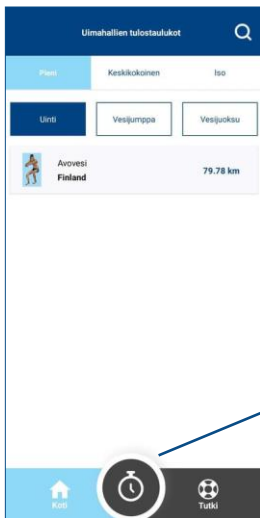 Uimahallien tulostaulukot
Pieni Keskikokoinen Iso
Uinti Vesijumppa Vesijuoksu
Avovesi
Finland 79.78 km
Koti Tutki